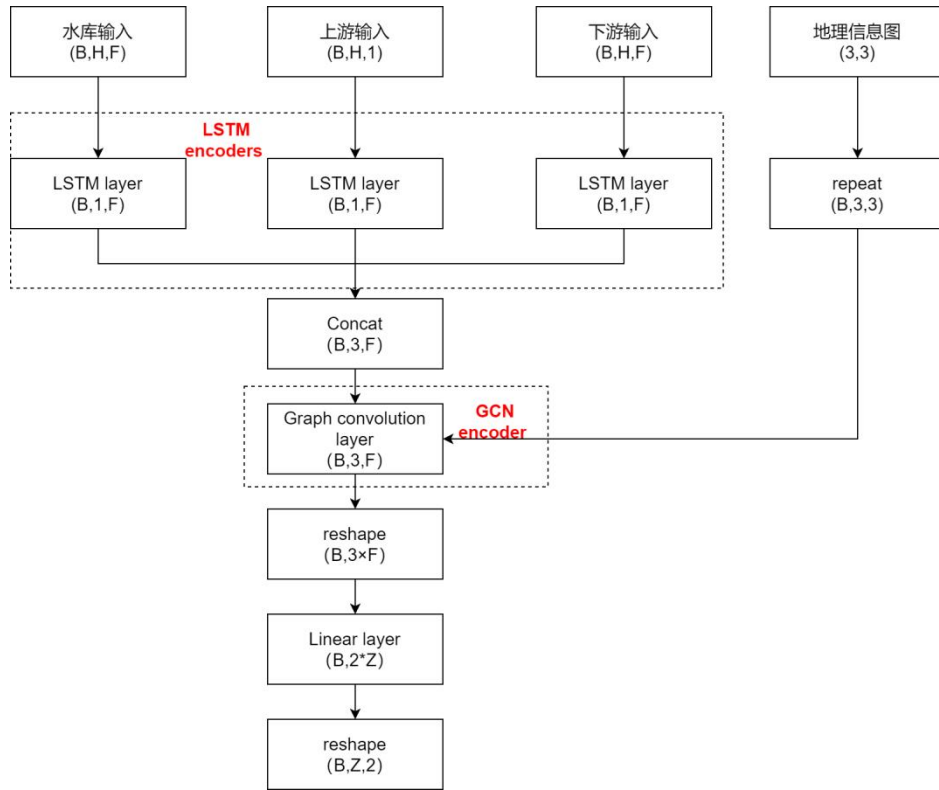 水库输入
(B,H,F)
上游输入
(B,H,1)
下游输入
(B,H,F)
地理信息图
(3,3)
LSTM
encoders
LSTM layer
(B,1,F)
LSTM layer
(B,1,F)
LSTM layer
(B,1,F)
repeat
(B,3,3)
Concat
(B,3,F)
Graph convolution
layer
(B,3,F)
GCN
encoder
reshape
(B,3×F)
Linear layer
(B,2*Z)
reshape
(B,Z,2)